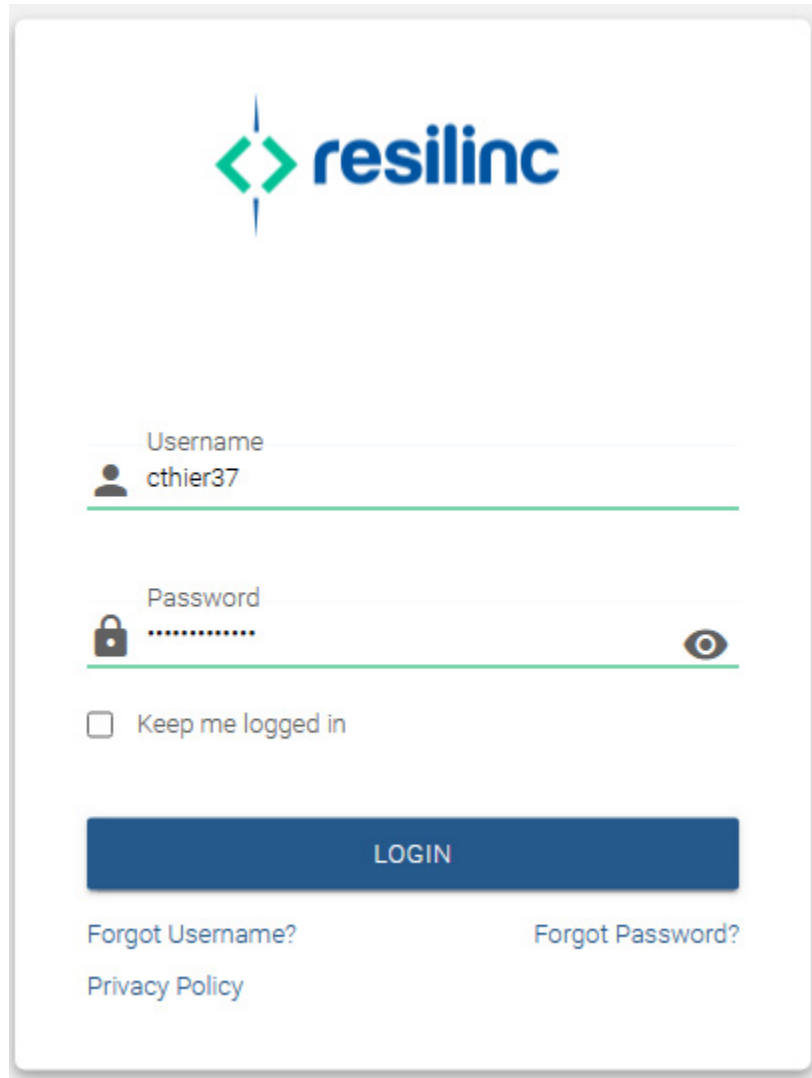 resilinc
Username
cthier37
Password
•••••••••••••
Keep me logged in
LOGIN
Forgot Username? Forgot Password?
Privacy Policy